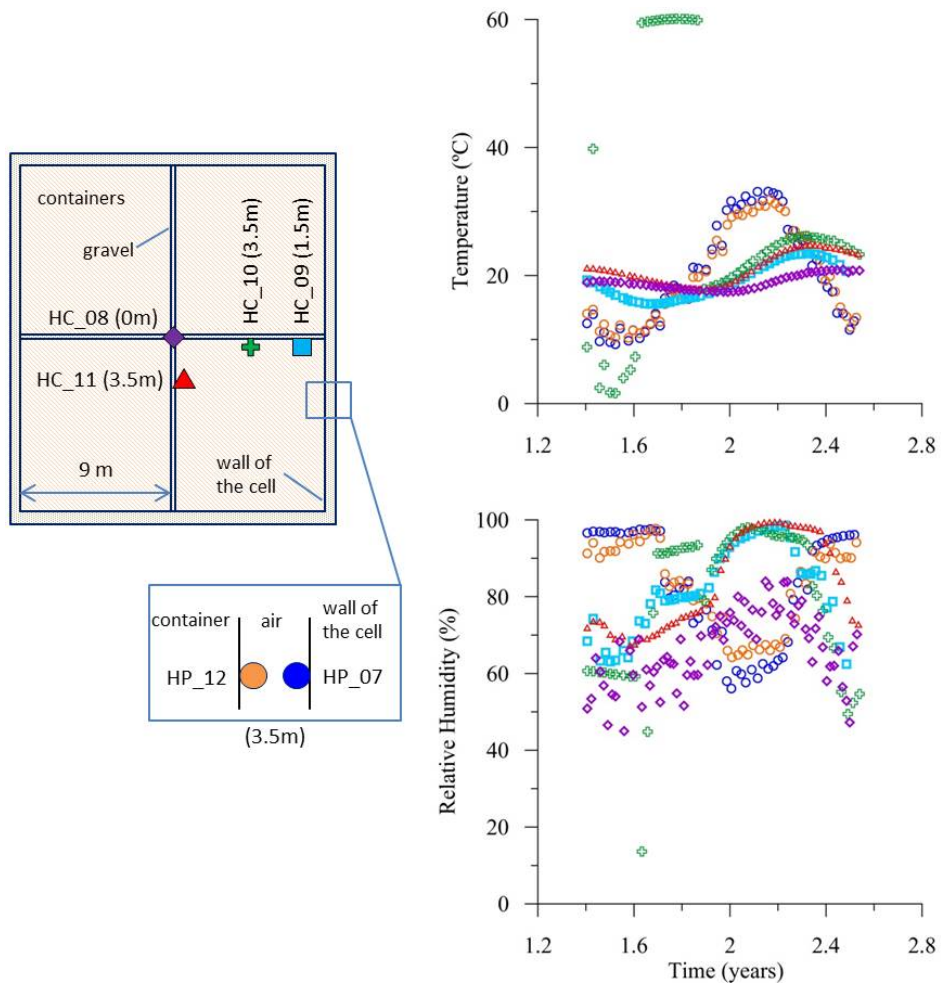 containers
gravel
HC_10 (3.5m)
HC_09 (1.5m)
HC_08 (0m)
HC_11 (3.5m)
9 m
wall of
the cell
container
air
wall of
the cell
HP_12
HP_07
(3.5m)
60
40
20
0
Temperature (ºC)
1.2
1.6
2
2.4
2.8
100
80
60
40
20
0
Relative Humidity (%)
1.2
1.6
2
2.4
2.8
Time (years)